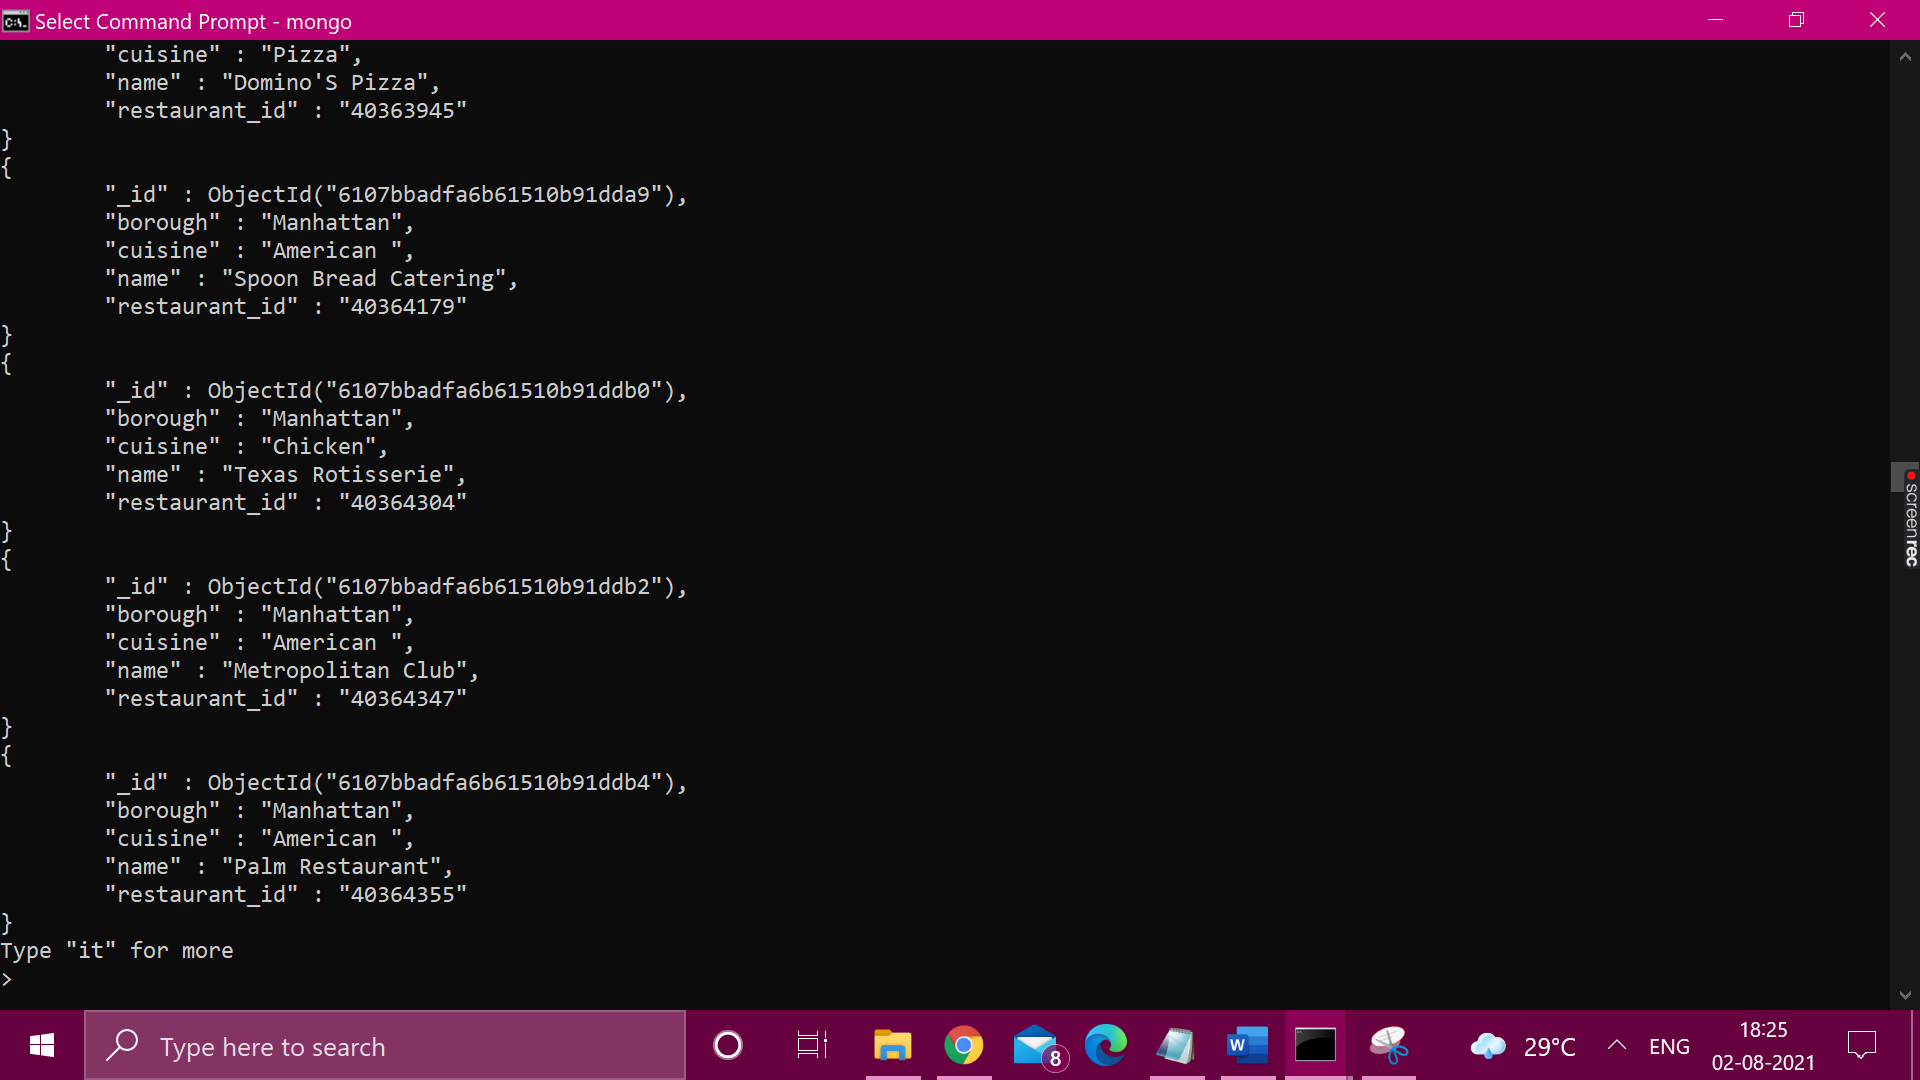 Select Command Prompt - mongo
"cuisine" : "Pizza",
"name" : "Domino'S Pizza",
"restaurant_id" : "40363945"
}
{
"_id" : ObjectId("6107bbadfa6b61510b91dda9"),
"borough" : "Manhattan",
"cuisine" : "American ",
"name" : "Spoon Bread Catering",
"restaurant_id" : "40364179"
}
{
"_id" : ObjectId("6107bbadfa6b61510b91ddb0"),
"borough" : "Manhattan",
"cuisine" : "Chicken",
"name" : "Texas Rotisserie",
"restaurant_id" : "40364304"
}
{
"_id" : ObjectId("6107bbadfa6b61510b91ddb2"),
"borough" : "Manhattan",
"cuisine" : "American ",
"name" : "Metropolitan Club",
"restaurant_id" : "40364347"
}
{
"_id" : ObjectId("6107bbadfa6b61510b91ddb4"),
"borough" : "Manhattan",
"cuisine" : "American ",
"name" : "Palm Restaurant",
"restaurant_id" : "40364355"
}
Type "it" for more
>
screenrec
Type here to search
8
W
29°C
ENG
18:25
02-08-2021